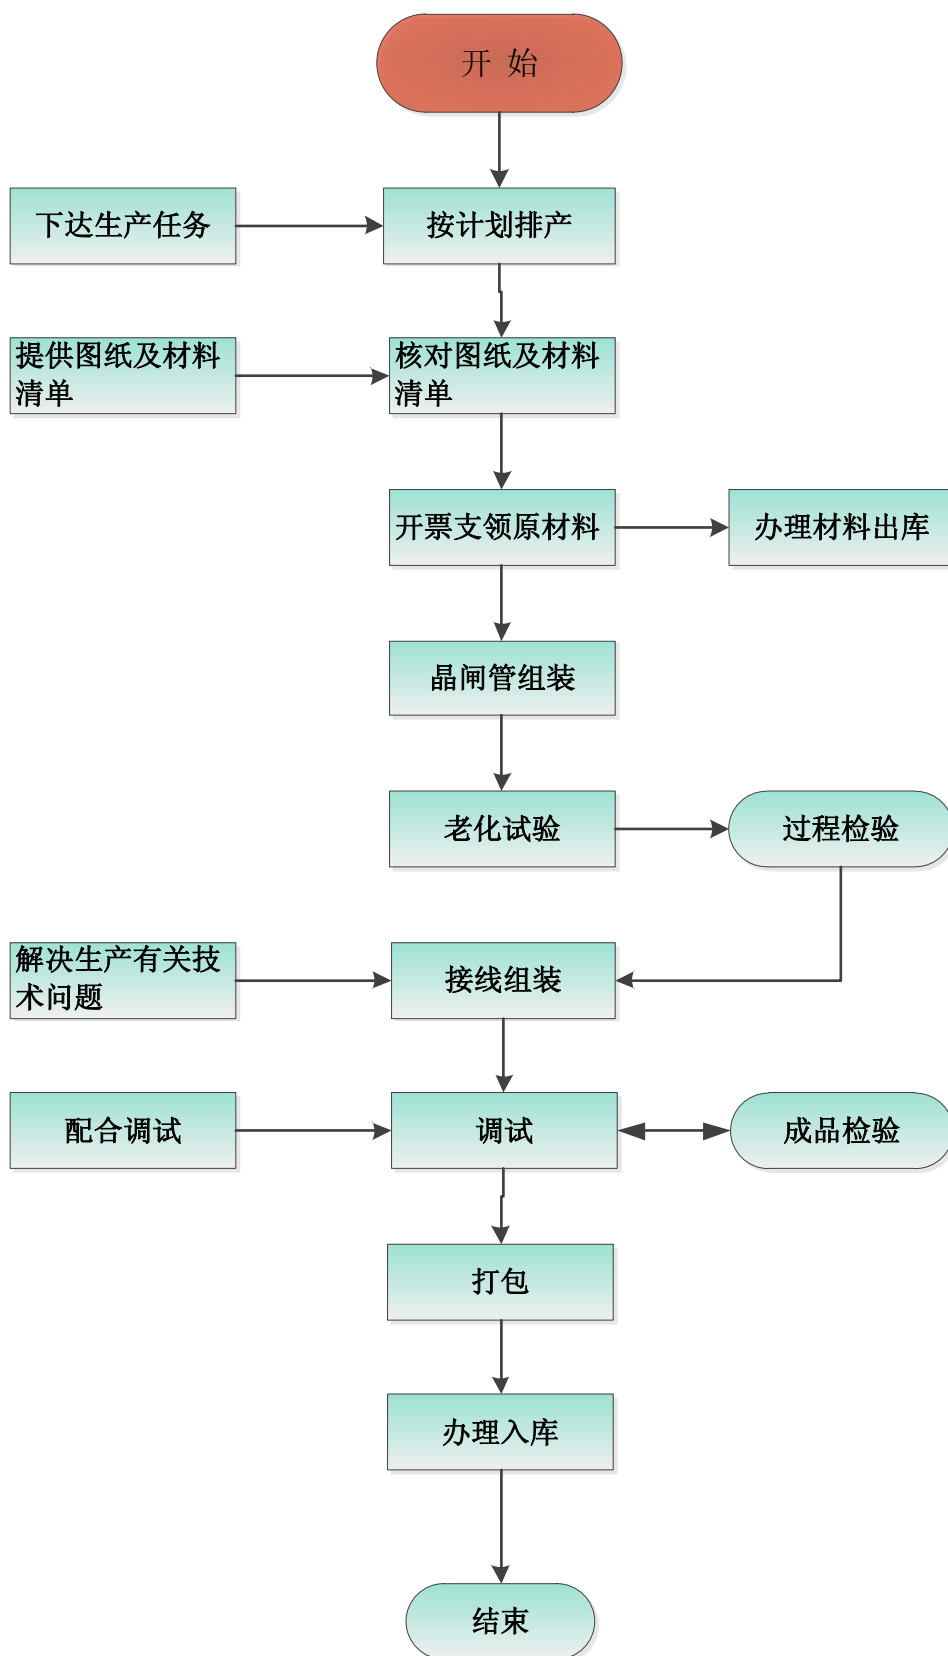 开 始
下达生产任务
按计划排产
提供图纸及材料
清单
核对图纸及材料
清单
开票支领原材料
办理材料出库
晶闸管组装
老化试验
过程检验
解决生产有关技
术问题
接线组装
配合调试
调试
成品检验
打包
办理入库
结束